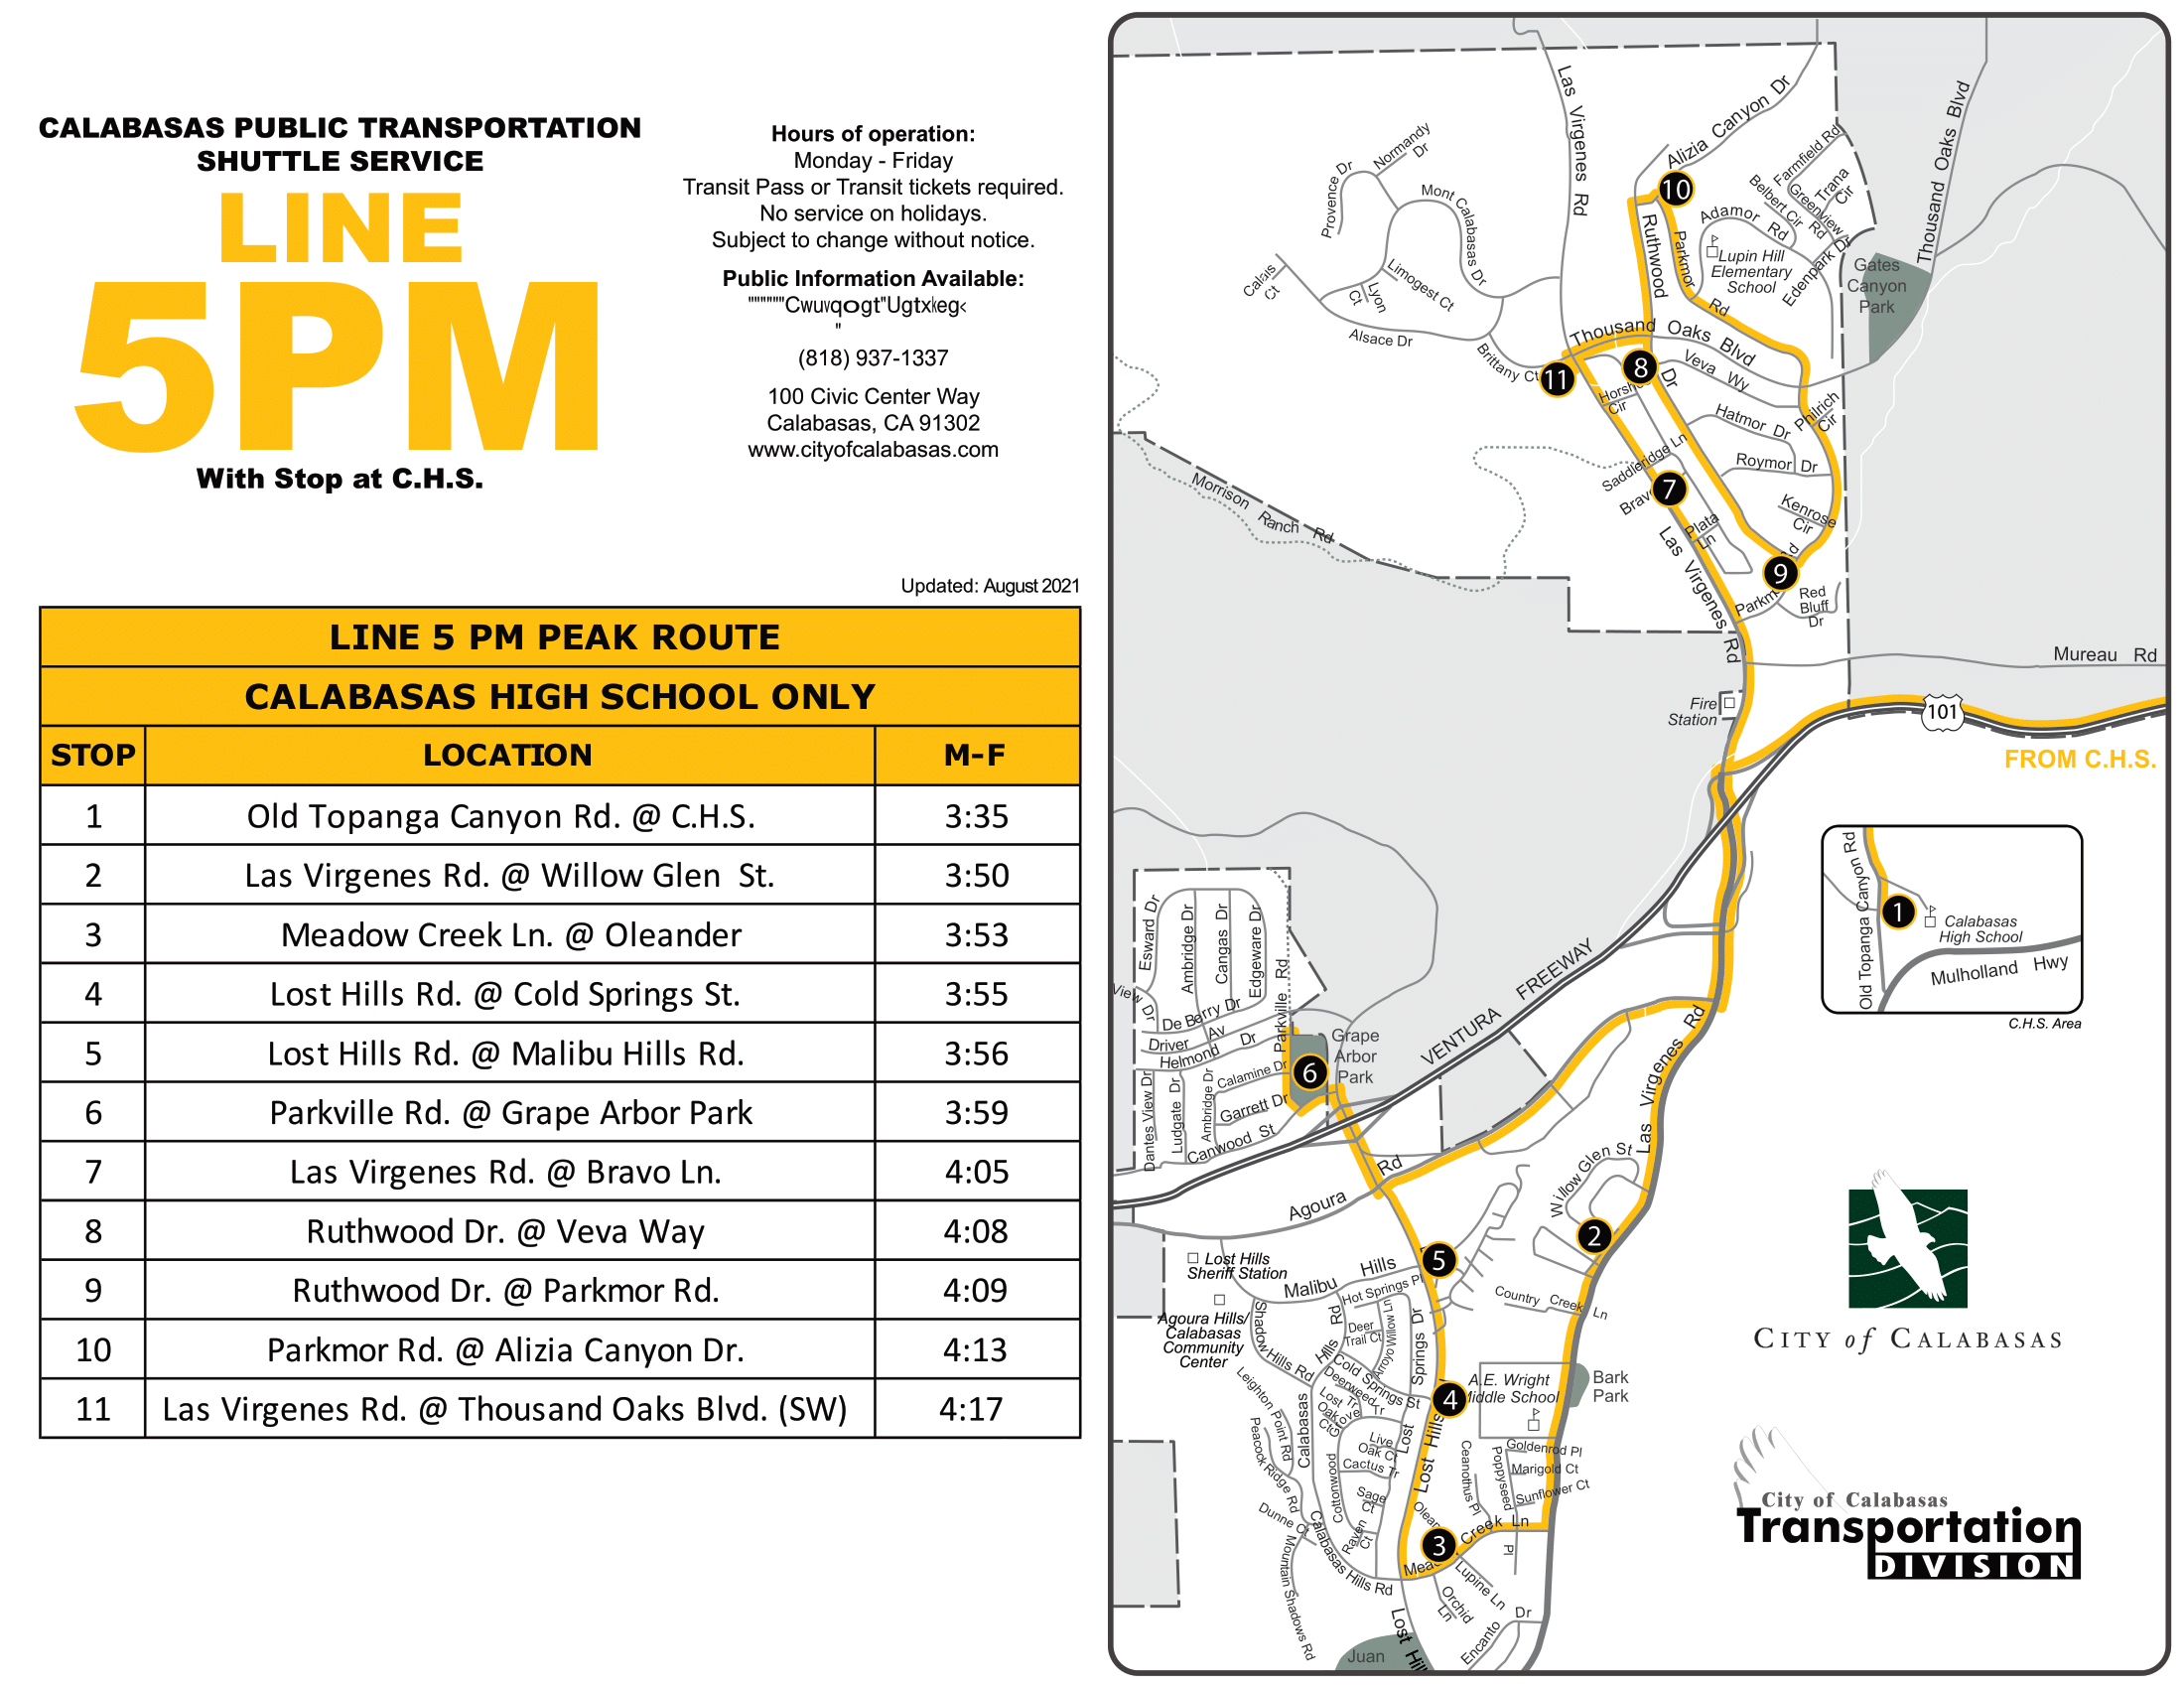 CALABASAS PUBLIC TRANSPORTATION
SHUTTLE SERVICE
LINE
5PM
With Stop at C.H.S.
Hours of operation:
Monday - Friday
Transit Pass or Transit tickets required.
No service on holidays.
Subject to change without notice.
Public Information Available:
""""""Cwuvqogt"Ugtxkeg<
"
(818) 937-1337
100 Civic Center Way
Calabasas, CA 91302
www.cityofcalabasas.com
Updated: August 2021
LINE 5 PM PEAK ROUTE
CALABASAS HIGH SCHOOL ONLY
STOP LOCATION M-F
1 Old Topanga Canyon Rd. @ C.H.S. 3:35
2 Las Virgenes Rd. @ Willow Glen St. 3:50
3 Meadow Creek Ln. @ Oleander 3:53
4 Lost Hills Rd. @ Cold Springs St. 3:55
5 Lost Hills Rd. @ Malibu Hills Rd. 3:56
6 Parkville Rd. @ Grape Arbor Park 3:59
7 Las Virgenes Rd. @ Bravo Ln. 4:05
8 Ruthwood Dr. @ Veva Way 4:08
9 Ruthwood Dr. @ Parkmor Rd. 4:09
10 Parkmor Rd. @ Alizia Canyon Dr. 4:13
11 Las Virgenes Rd. @ Thousand Oaks Blvd. (SW) 4:17
Las Virgenes Rd
Alizia Canyon Dr
Thousand Oaks Blvd
Normandy Dr
Provence Dr
Mont Calabasas Dr
Farmfield Rd
Trana Cir
Belbert Cir
Greenview Rd
10
Adamor Rd
Ruthwood Dr
Parkmor Rd
Lupin Hill
Elementary
School
Edenpark Dr
Gates
Canyon
Park
Calais Ct
Limogest Ct
Lyon Ct
Alsace Dr
Brittany Ct
Thousand Oaks Blvd
11
8
Veva Wy
Cir
Philrich Cir
Hatmor Dr
Roymor Dr
Saddleridge Ln
7
Kenrose Cir
Plata Ln
Morrison Ranch Rd
Las Virgenes Rd
9
Red
Bluff
Dr
Mureau Rd
Fire
Station
101
FROM C.H.S.
Old Topanga Canyon Rd
1
Calabasas
High School
Mulholland Hwy
C.H.S. Area
VENTURA FREEWAY
Esward Dr
Ambridge Dr
Cangas Dr
Edgeware Dr
Parkville Rd
View Dr
De Berry Dr
Driver Av
Helmond Dr
Calamine Dr
Garrett Dr
Canwood St
Dantes View Dr
Ludgate Dr
Ambridge Dr
6
Grape
Arbor
Park
Agoura Rd
Las Virgenes Rd
Willow Glen St
2
5
Lost Hills
Sheriff Station
Malibu Hills
Hot Springs Pl
Agoura Hills/
Calabasas
Community
Center
Shadow Hills Rd
Deer
Trail Ct
Arroyo Willow Ln
Cold Springs St
Deerweed Tr
Lost Springs Dr
Country Creek Ln
4
A.E. Wright
Middle School
Bark
Park
Leighton Point Rd
Peacock Ridge Rd
Calabasas Hills Rd
Live
Oak Ct
Cactus Tr
Cottonwood
Sage Ct
Raven Ct
Lost Hills
Ceanothus Pl
Poppyseed Pl
Goldenrod Pl
Marigold Ct
Sunflower Ct
Dunne Ct
Mountain Shadows Rd
Creek Ln
3
Calabasas Hills Rd
Lupine Ln
Orchid Ln
Encanto Dr
Juan
CITY of CALABASAS
City of Calabasas
Transportation
DIVISION